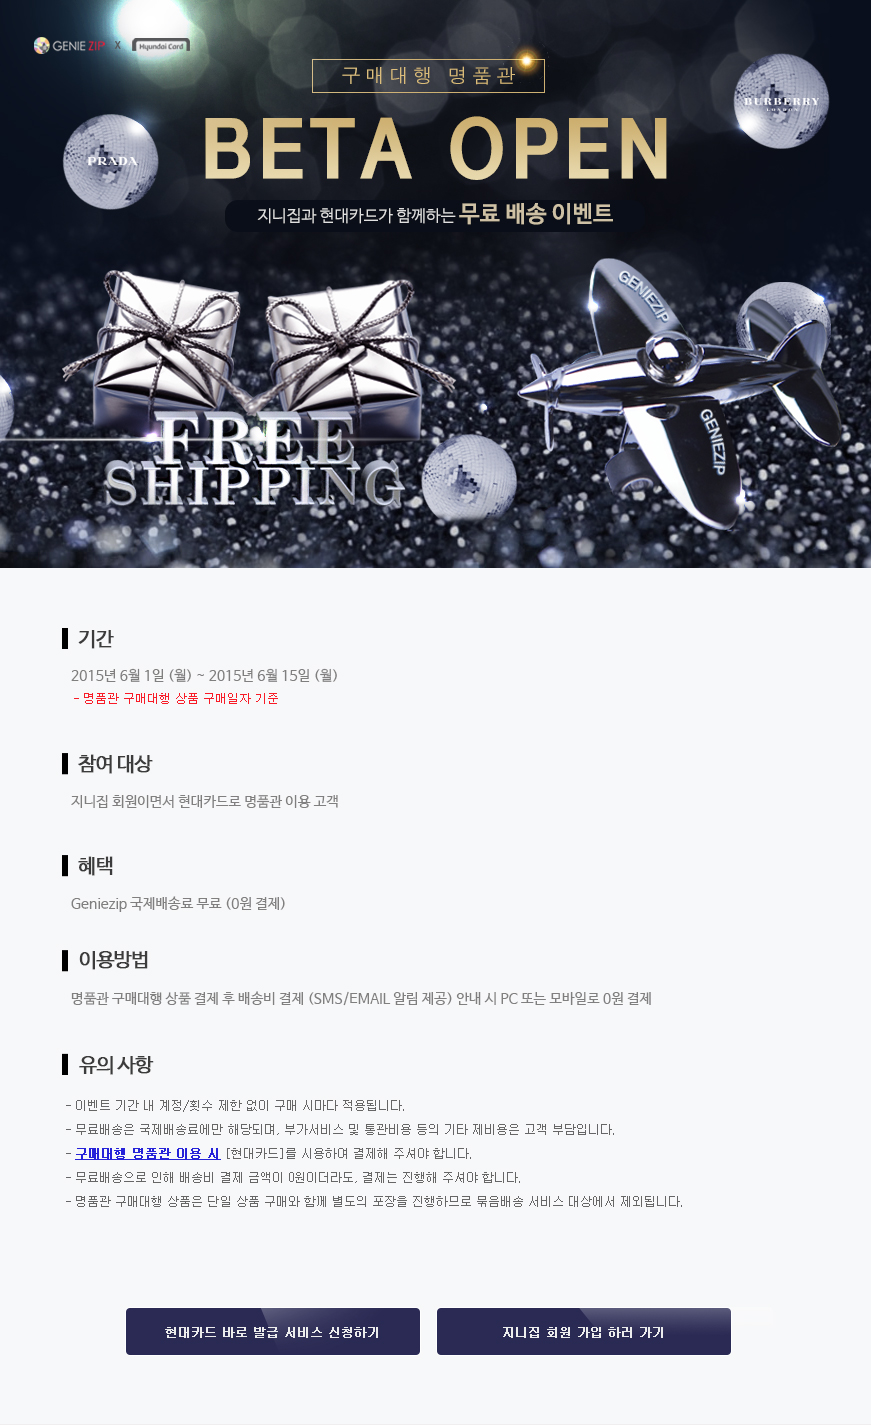 GENIE ZIP X Hyundai Card
구매대행 명품관
BURBERRY
LONDON
BETA OPEN
PRADA
지니집과 현대카드가 함께하는 무료 배송 이벤트
GENIEZIP
GENIEZIP
FREE
SHIPPING
기간
2015년 6월 1일 (월) ~ 2015년 6월 15일 (월)
- 명품관 구매대행 상품 구매일자 기준
참여 대상
지니집 회원이면서 현대카드로 명품관 이용 고객
혜택
Geniezip 국제배송료 무료 (0원 결제)
이용방법
명품관 구매대행 상품 결제 후 배송비 결제 (SMS/EMAIL 알림 제공) 안내 시 PC 또는 모바일로 0원 결제
유의 사항
- 이벤트 기간 내 계정/횟수 제한 없이 구매 시마다 적용됩니다.
- 무료배송은 국제배송료에만 해당되며, 부가서비스 및 통관비용 등의 기타 제비용은 고객 부담입니다.
- 구매대행 명품관 이용 시 [현대카드]를 사용하여 결제해 주셔야 합니다.
- 무료배송으로 인해 배송비 결제 금액이 0원이더라도, 결제는 진행해 주셔야 합니다.
- 명품관 구매대행 상품은 단일 상품 구매와 함께 별도의 포장을 진행하므로 묶음배송 서비스 대상에서 제외됩니다.
현대카드 바로 발급 서비스 신청하기
지니집 회원 가입 하러 가기